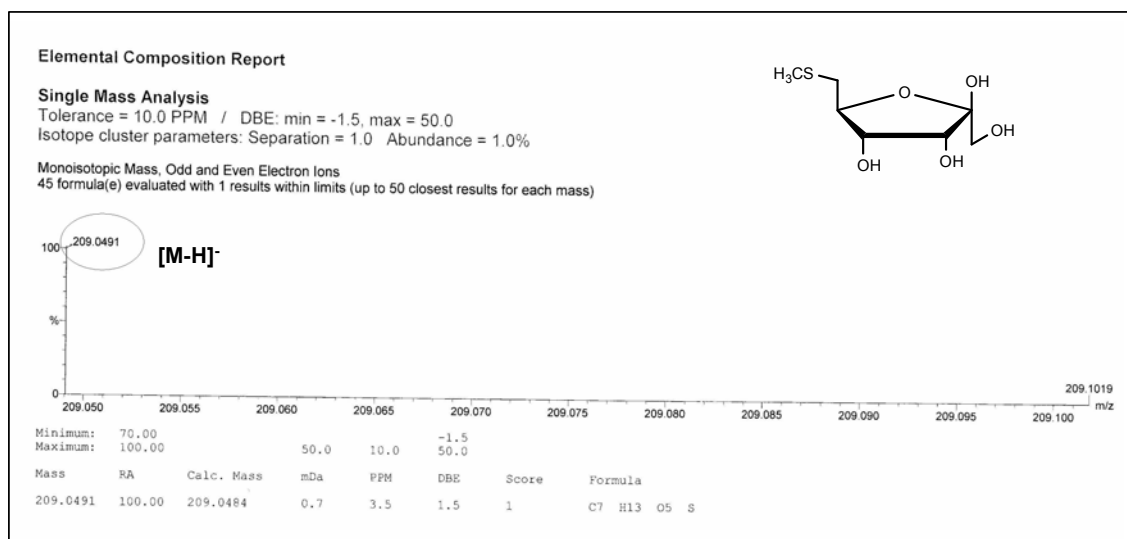 Elemental Composition Report
Single Mass Analysis
Tolerance = 10.0 PPM / DBE: min = -1.5, max = 50.0
Isotope cluster parameters: Separation = 1.0 Abundance = 1.0%
Monoisotopic Mass, Odd and Even Electron Ions
45 formula(e) evaluated with 1 results within limits (up to 50 closest results for each mass)
H₃CS
O
OH
OH
OH
OH
100
209.0491
[M-H]⁻
%
0
209.1019
209.050 209.055 209.060 209.065 209.070 209.075 209.080 209.085 209.090 209.095 209.100 m/z
Minimum: 70.00 -1.5
Maximum: 100.00 50.0 10.0 50.0
Mass RA Calc. Mass mDa PPM DBE Score Formula
209.0491 100.00 209.0484 0.7 3.5 1.5 1 C7 H13 O5 S